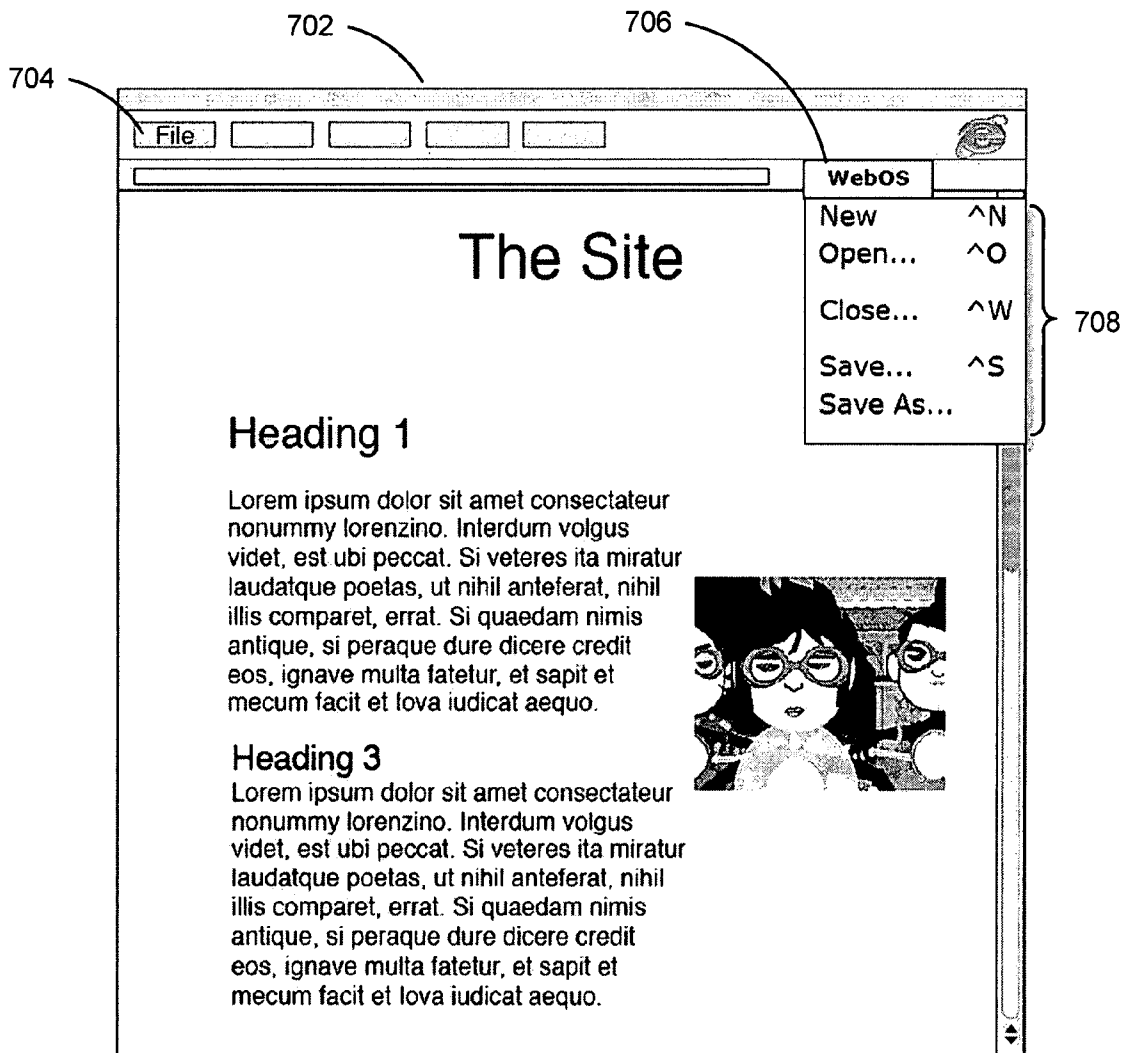 702
706
704
File
WebOS
New ^N
Open... ^O
Close... ^W
Save... ^S
Save As...
708
The Site
Heading 1
Lorem ipsum dolor sit amet consectateur
nonummy lorenzino. Interdum volgus
videt, est ubi peccat. Si veteres ita miratur
laudatque poetas, ut nihil anteferat, nihil
illis comparet, errat. Si quaedam nimis
antique, si peraque dure dicere credit
eos, ignave multa fatetur, et sapit et
mecum facit et Iova iudicat aequo.
Heading 3
Lorem ipsum dolor sit amet consectateur
nonummy lorenzino. Interdum volgus
videt, est ubi peccat. Si veteres ita miratur
laudatque poetas, ut nihil anteferat, nihil
illis comparet, errat. Si quaedam nimis
antique, si peraque dure dicere credit
eos, ignave multa fatetur, et sapit et
mecum facit et Iova iudicat aequo.